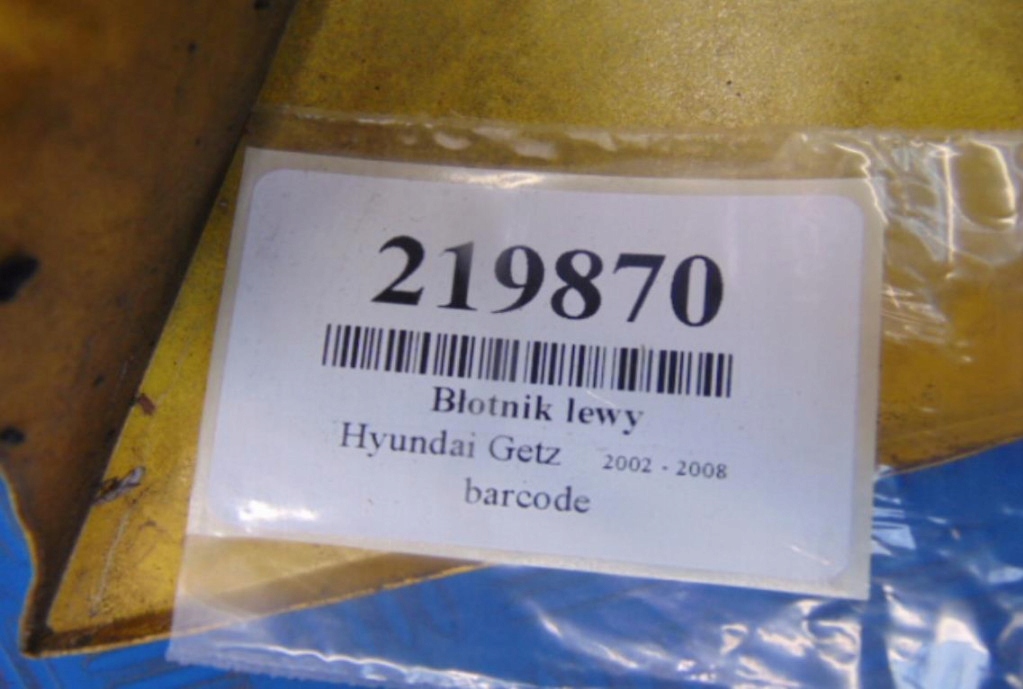 219870
Błotnik lewy
Hyundai Getz 2002 - 2008
barcode